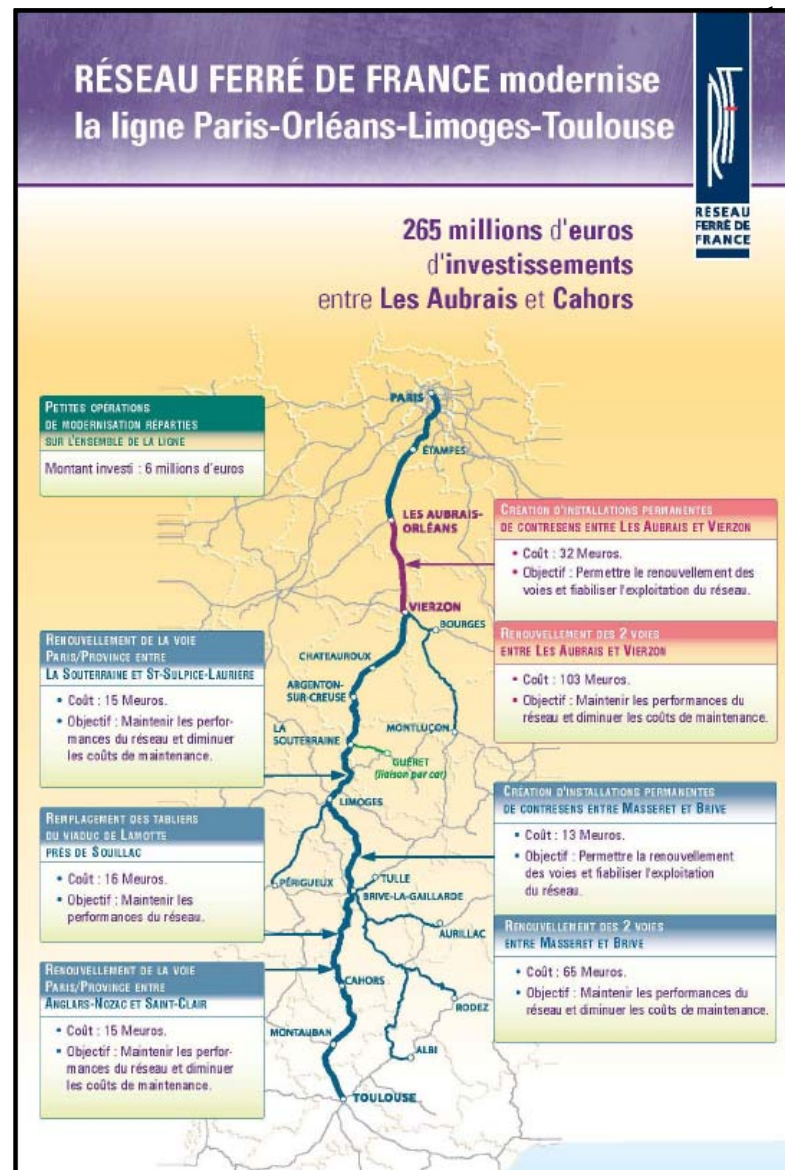 RÉSEAU FERRÉ DE FRANCE modernise
la ligne Paris-Orléans-Limoges-Toulouse
RÉSEAU
FERRÉ DE
FRANCE
265 millions d'euros
d'investissements
entre Les Aubrais et Cahors
PETITES OPÉRATIONS
DE MODERNISATION RÉPARTIES
SUR L'ENSEMBLE DE LA LIGNE
Montant investi : 6 millions d'euros
RENOUVELLEMENT DE LA VOIE
PARIS/PROVINCE ENTRE
LA SOUTERRAINE ET ST-SULPICE-LAURIÈRE
• Coût : 15 Meuros.
• Objectif : Maintenir les perfor-
mances du réseau et diminuer
les coûts de maintenance.
REMPLACEMENT DES TABLIERS
DU VIADUC DE LAMOTTE
PRÈS DE SOUILLAC
• Coût : 16 Meuros.
• Objectif : Maintenir les
performances du réseau.
RENOUVELLEMENT DE LA VOIE
PARIS/PROVINCE ENTRE
ANGLARS-NOZAC ET SAINT-CLAIR
• Coût : 15 Meuros.
• Objectif : Maintenir les perfor-
mances du réseau et diminuer
les coûts de maintenance.
PARIS
ÉTAMPES
LES AUBRAIS-
ORLÉANS
VIERZON
BOURGES
CHATEAUROUX
ARGENTON-
SUR-CREUSE
MONTLUÇON
LA
SOUTERRAINE
GUÉRET
(liaison par car)
LIMOGES
PÉRIGUEUX
TULLE
BRIVE-LA-GAILLARDE
AURILLAC
CAHORS
RODEZ
MONTAUBAN
ALBI
TOULOUSE
CRÉATION D'INSTALLATIONS PERMANENTES
DE CONTRESENS ENTRE LES AUBRAIS ET VIERZON
• Coût : 32 Meuros.
• Objectif : Permettre le renouvellement des
voies et fiabiliser l'exploitation du réseau.
RENOUVELLEMENT DES 2 VOIES
ENTRE LES AUBRAIS ET VIERZON
• Coût : 103 Meuros.
• Objectif : Maintenir les performances du
réseau et diminuer les coûts de maintenance.
CRÉATION D'INSTALLATIONS PERMANENTES
DE CONTRESENS ENTRE MASSERET ET BRIVE
• Coût : 13 Meuros.
• Objectif : Permettre la renouvellement
des voies et fiabiliser l'exploitation
du réseau.
RENOUVELLEMENT DES 2 VOIES
ENTRE MASSERET ET BRIVE
• Coût : 65 Meuros.
• Objectif : Maintenir les performances du
réseau et diminuer les coûts de maintenance.